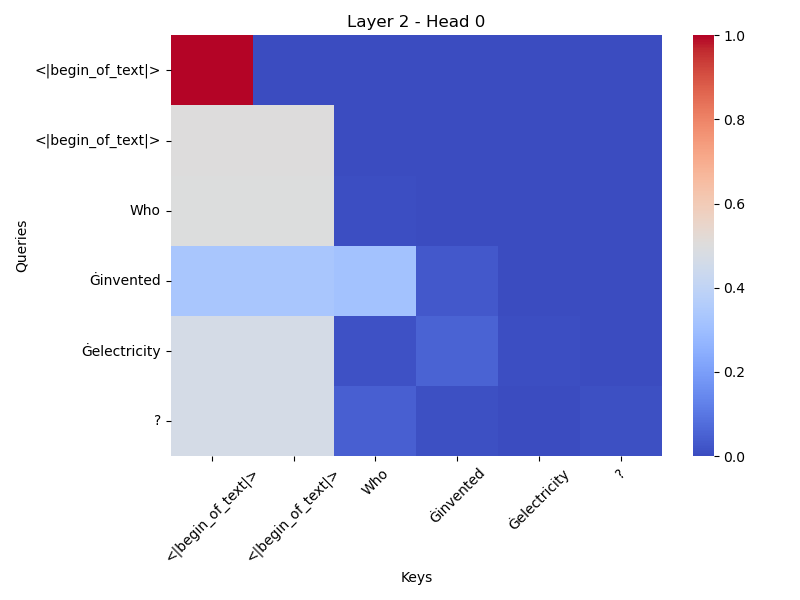 Layer 2 - Head 0
<|begin_of_text|>
<|begin_of_text|>
Who
Ġinvented
Ġelectricity
?
Queries
<|begin_of_text|>
<|begin_of_text|>
Who
Ġinvented
Ġelectricity
?
Keys
1.0
0.8
0.6
0.4
0.2
0.0